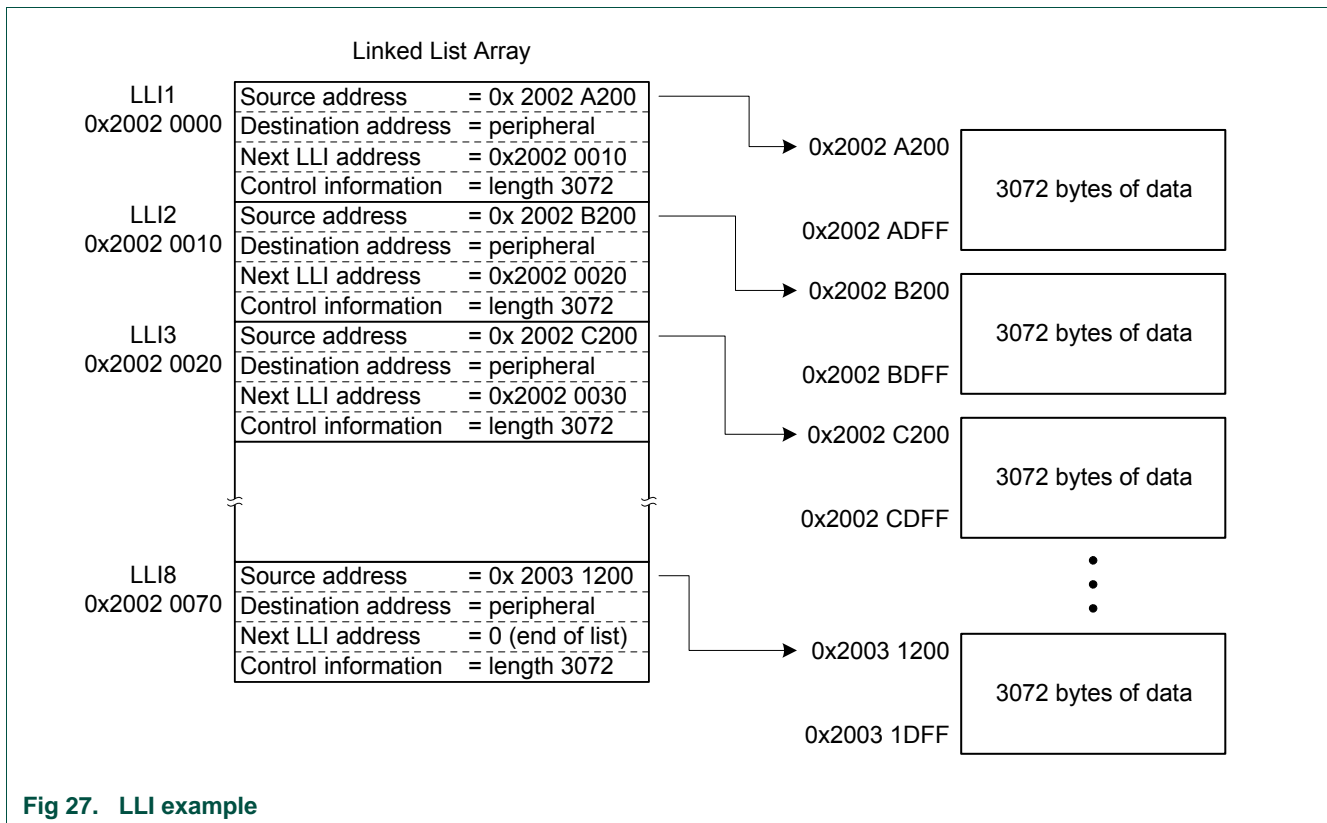 Linked List Array
LLI1
0x2002 0000
Source address = 0x 2002 A200
Destination address = peripheral
Next LLI address = 0x2002 0010
Control information = length 3072
LLI2
0x2002 0010
Source address = 0x 2002 B200
Destination address = peripheral
Next LLI address = 0x2002 0020
Control information = length 3072
LLI3
0x2002 0020
Source address = 0x 2002 C200
Destination address = peripheral
Next LLI address = 0x2002 0030
Control information = length 3072
LLI8
0x2002 0070
Source address = 0x 2003 1200
Destination address = peripheral
Next LLI address = 0 (end of list)
Control information = length 3072
0x2002 A200
3072 bytes of data
0x2002 ADFF
0x2002 B200
3072 bytes of data
0x2002 BDFF
0x2002 C200
3072 bytes of data
0x2002 CDFF
0x2003 1200
3072 bytes of data
0x2003 1DFF
Fig 27. LLI example